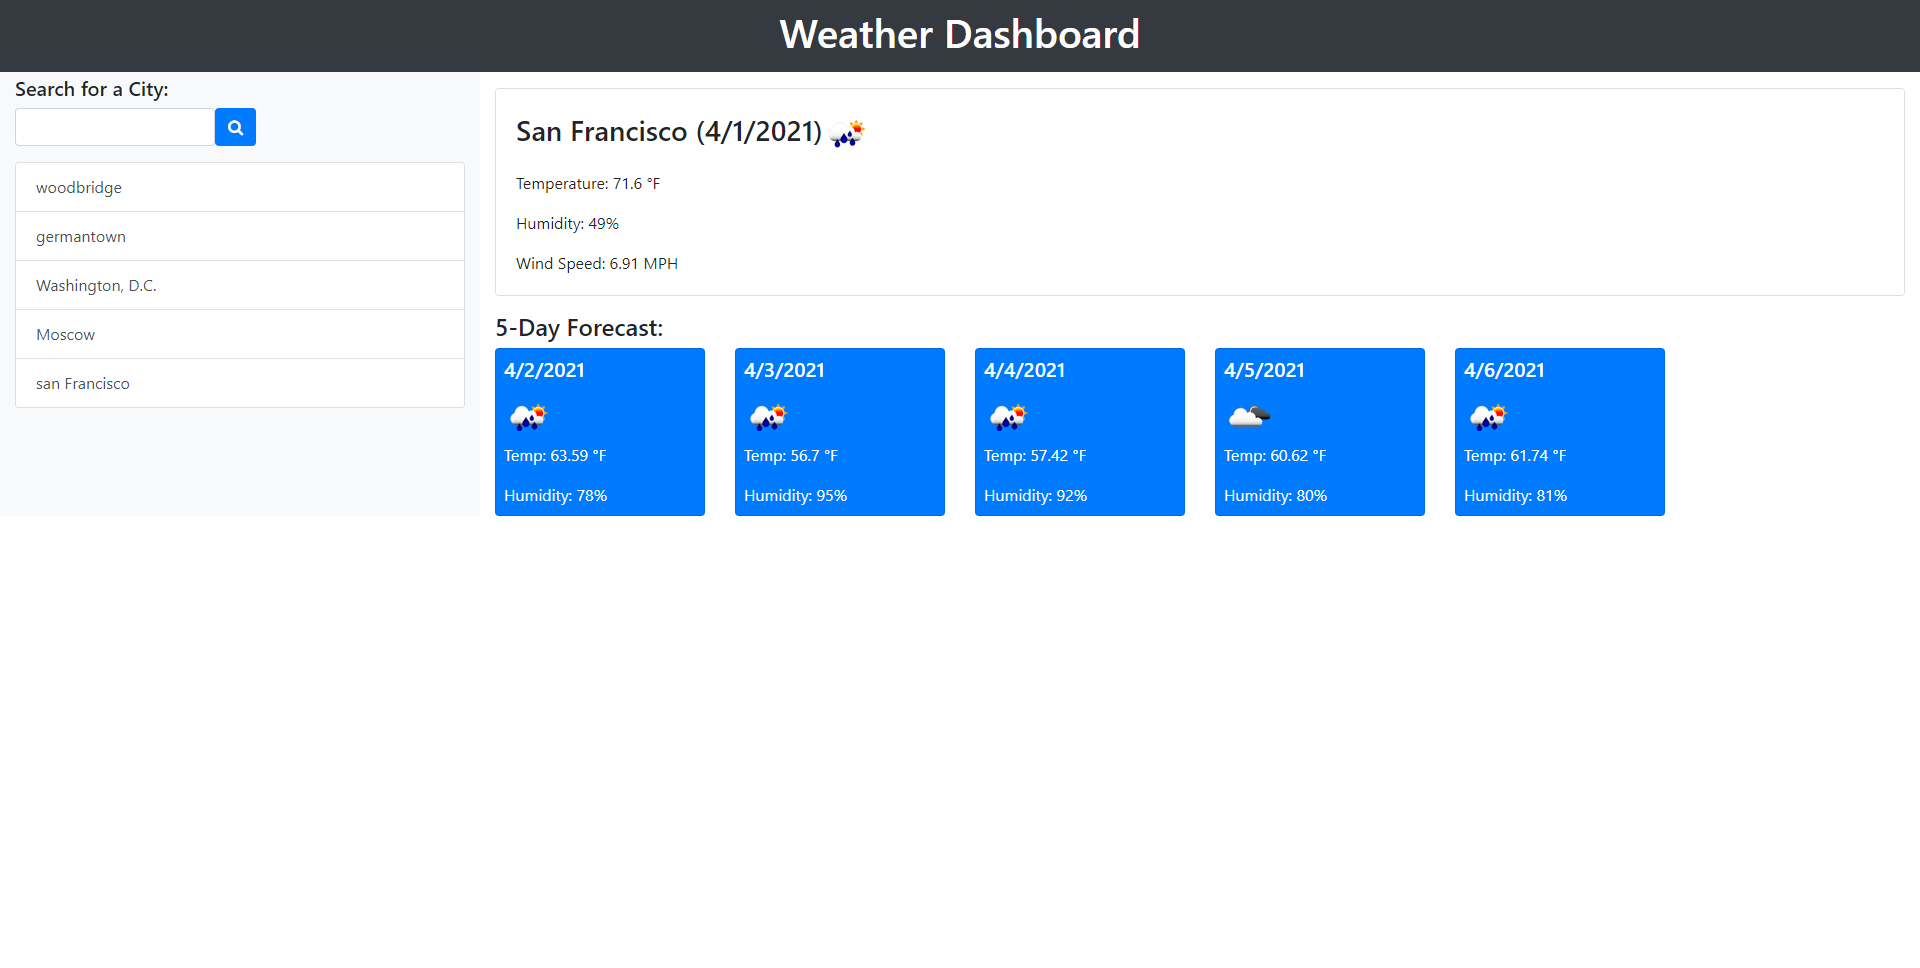 Weather Dashboard
Search for a City:
woodbridge
germantown
Washington, D.C.
Moscow
san Francisco
San Francisco (4/1/2021)
Temperature: 71.6 °F
Humidity: 49%
Wind Speed: 6.91 MPH
5-Day Forecast:
4/2/2021
Temp: 63.59 °F
Humidity: 78%
4/3/2021
Temp: 56.7 °F
Humidity: 95%
4/4/2021
Temp: 57.42 °F
Humidity: 92%
4/5/2021
Temp: 60.62 °F
Humidity: 80%
4/6/2021
Temp: 61.74 °F
Humidity: 81%